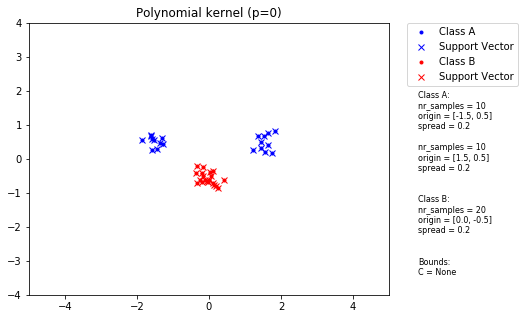 Polynomial kernel (p=0)
4
3
2
1
0
−1
−2
−3
−4
−4
−2
0
2
4
Class A
Support Vector
Class B
Support Vector
Class A:
nr_samples = 10
origin = [-1.5, 0.5]
spread = 0.2
nr_samples = 10
origin = [1.5, 0.5]
spread = 0.2
Class B:
nr_samples = 20
origin = [0.0, -0.5]
spread = 0.2
Bounds:
C = None